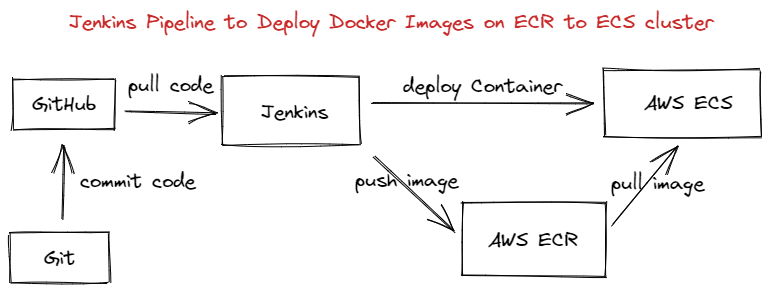 Jenkins Pipeline to Deploy Docker Images on ECR to ECS cluster
GitHub
pull code
Jenkins
deploy Container
AWS ECS
commit code
push image
pull image
Git
AWS ECR